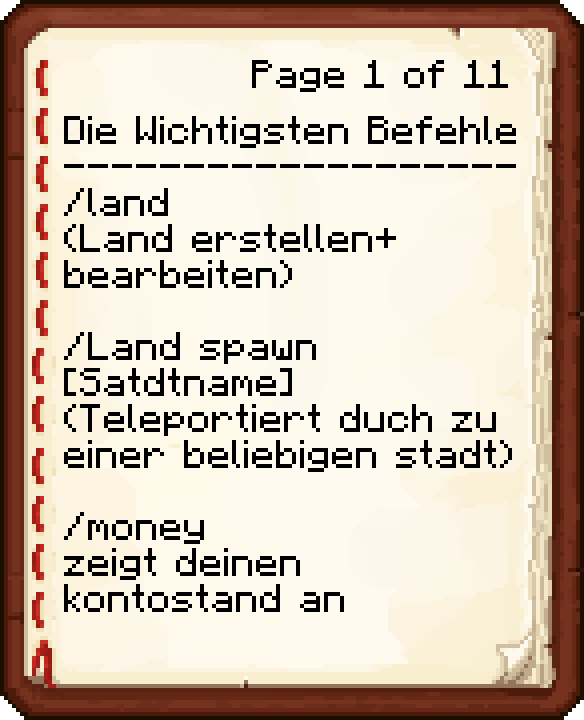 Page 1 of 11
Die Wichtigsten Befehle
-------------------
/land
(Land erstellen+
bearbeiten)
/Land spawn
[Satdtname]
(Teleportiert duch zu
einer beliebigen stadt)
/money
zeigt deinen
kontostand an